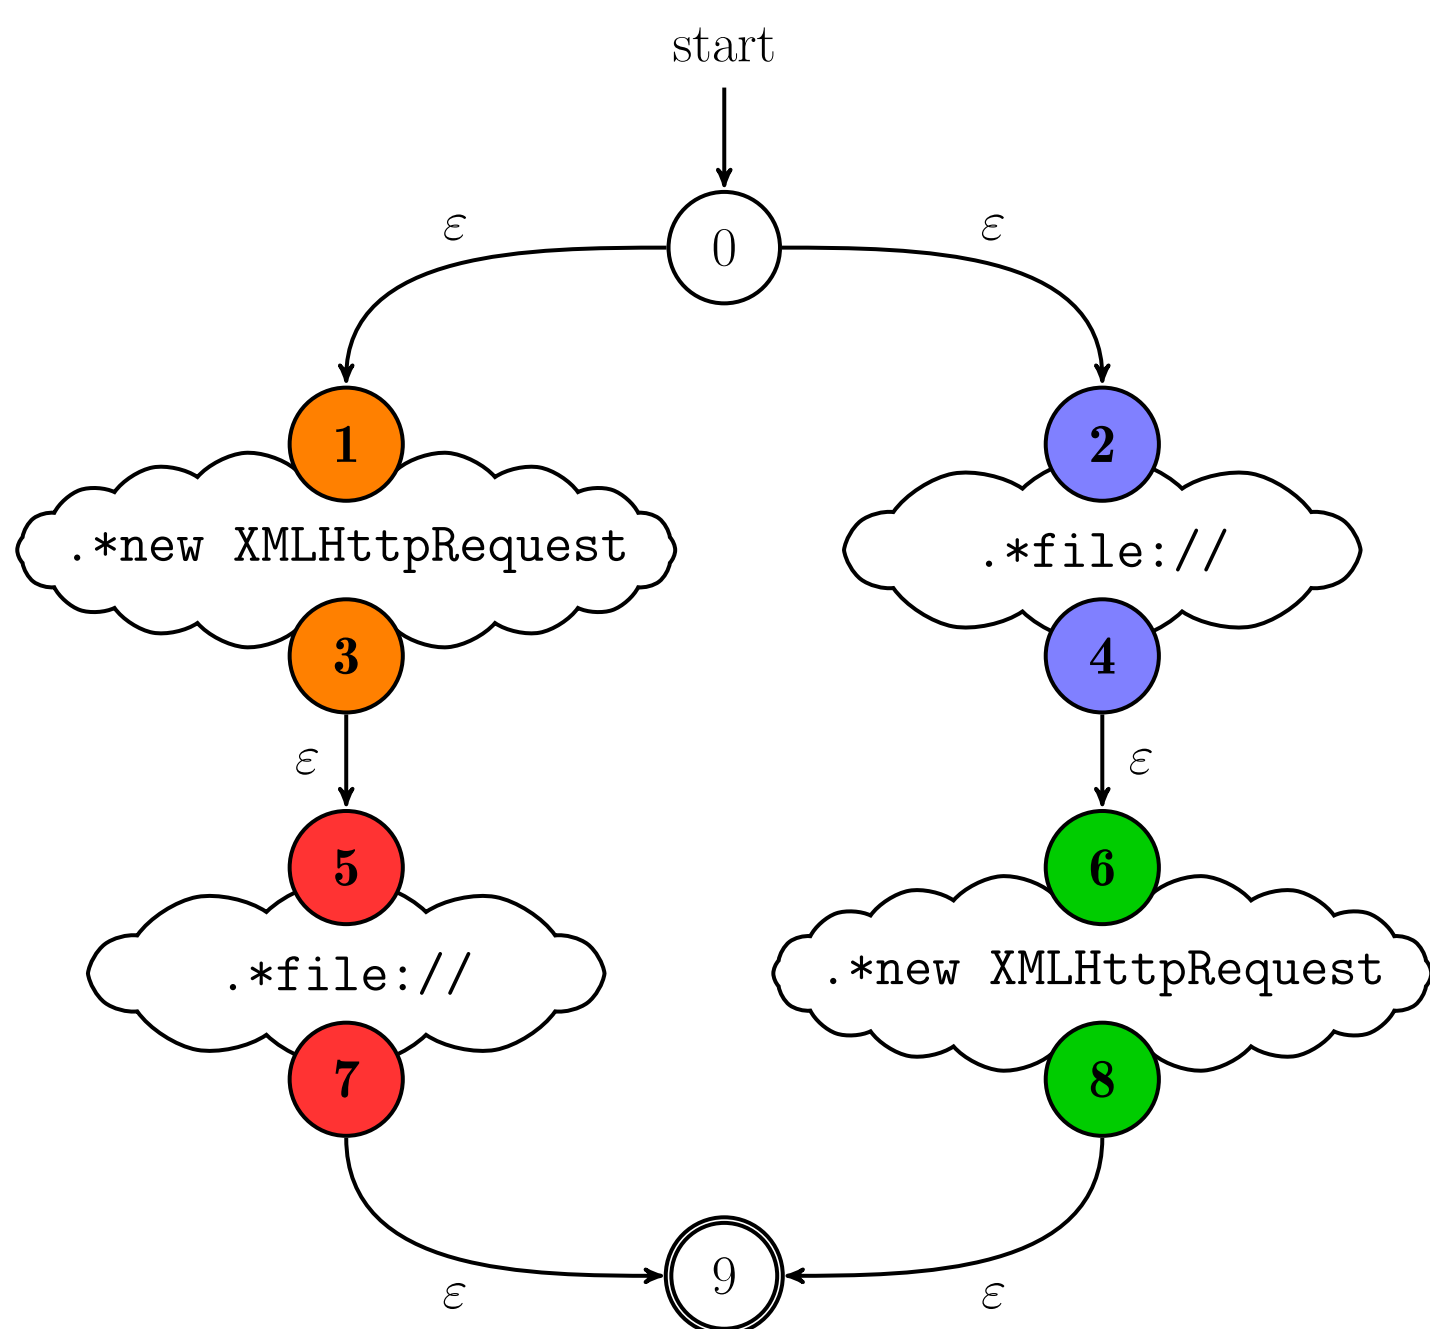 start
ε ε
0
1 2
.*new XMLHttpRequest .*file://
3 4
ε ε
5 6
.*file:// .*new XMLHttpRequest
7 8
9
ε ε